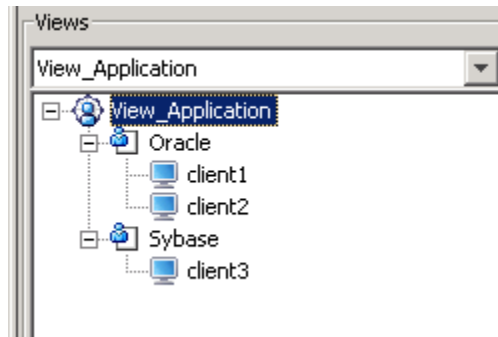 Views
View_Application
View_Application
Oracle
client1
client2
Sybase
client3